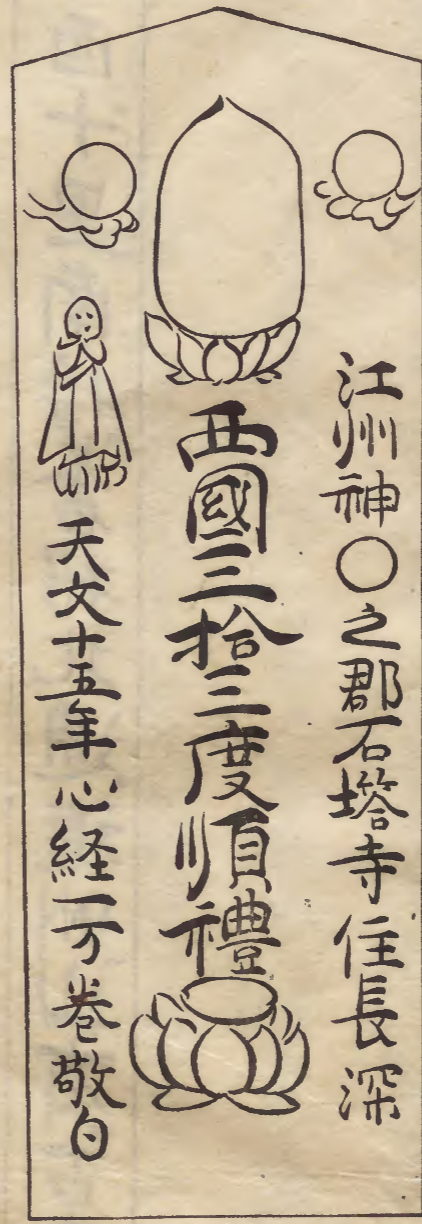 江州神〇之郡石塔寺住長深
西國三拾三度順禮
天文十五年心経一万巻敬白